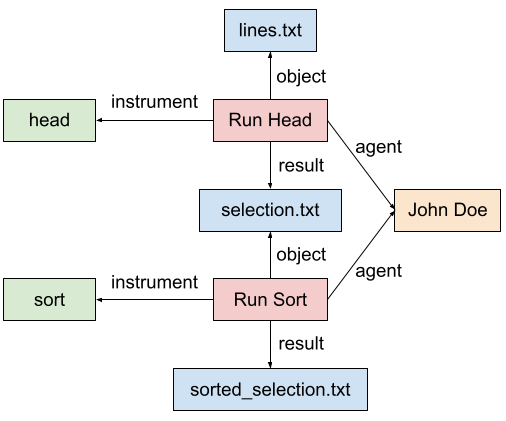 lines.txt
object
instrument
head
Run Head
agent
result
selection.txt
John Doe
object
agent
instrument
sort
Run Sort
result
sorted_selection.txt